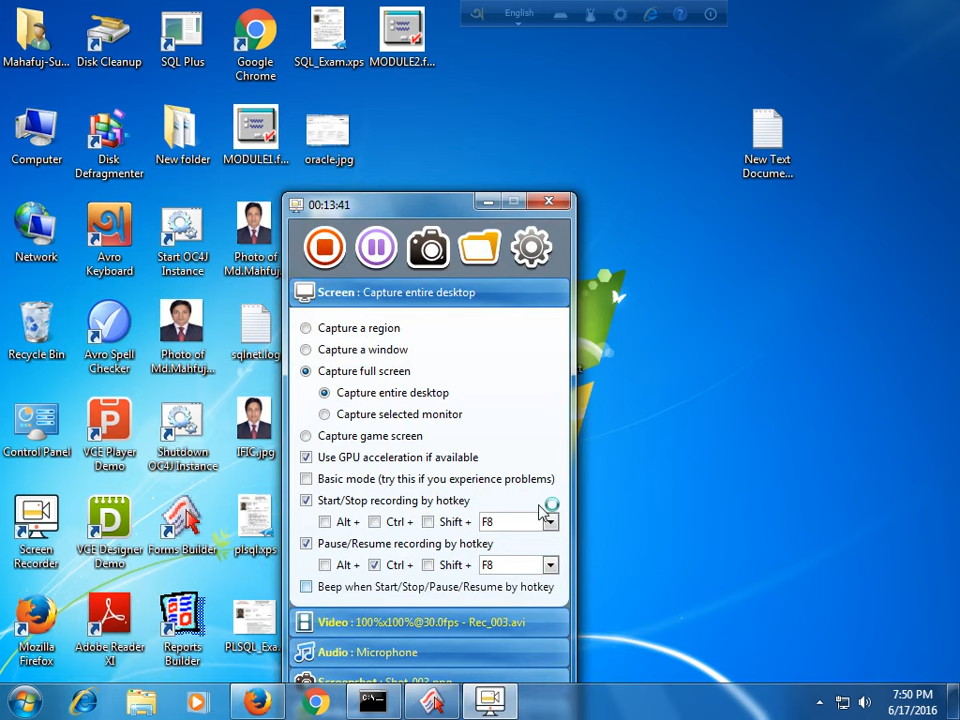 English
Mahafuj-Su...
Disk Cleanup
SQL Plus
Google
Chrome
SQL_Exam.xps
MODULE2.f...
Computer
Disk
Defragmenter
New folder
MODULE1.f...
oracle.jpg
New Text
Docume...
Network
Avro
Keyboard
Start OC4J
Instance
Photo of
Md.Mahfuj...
Recycle Bin
Avro Spell
Checker
Photo of
Md.Mahfuj...
sqlnet.log
Control Panel
VCE Player
Demo
Shutdown
OC4J Instance
IFIC.jpg
Screen
Recorder
VCE Designer
Demo
Forms Builder
plsql.xps
Mozilla
Firefox
Adobe Reader
XI
Reports
Builder
PLSQL_Exa...
00:13:41
Screen : Capture entire desktop
Capture a region
Capture a window
Capture full screen
Capture entire desktop
Capture selected monitor
Capture game screen
Use GPU acceleration if available
Basic mode (try this if you experience problems)
Start/Stop recording by hotkey
Alt + Ctrl + Shift + F8
Pause/Resume recording by hotkey
Alt + Ctrl + Shift + F8
Beep when Start/Stop/Pause/Resume by hotkey
Video : 100%x100%@30.0fps - Rec_003.avi
Audio : Microphone
Screenshot : Shot_003.png
7:50 PM
6/17/2016